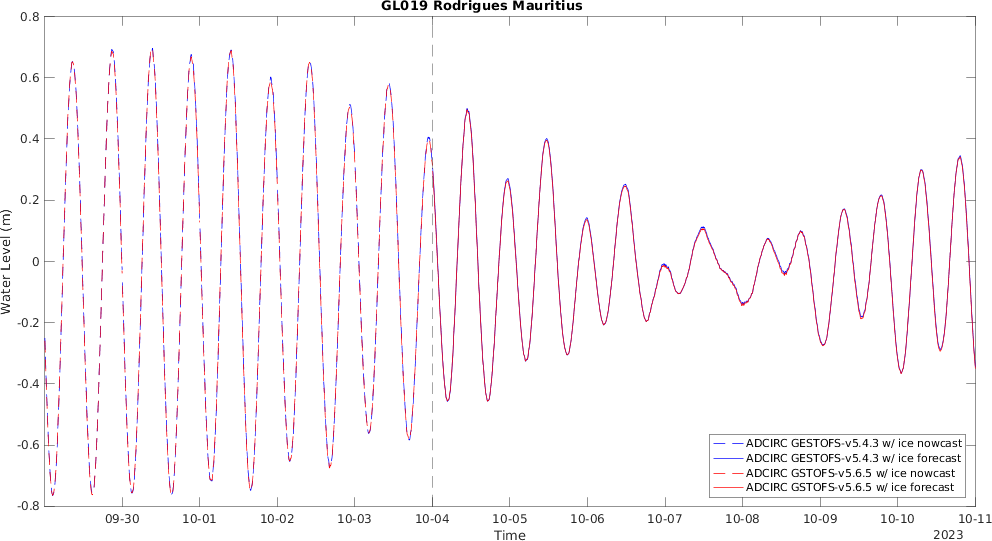 GL019 Rodrigues Mauritius
0.8
0.6
0.4
0.2
0
-0.2
-0.4
-0.6
-0.8
Water Level (m)
ADCIRC GESTOFS-v5.4.3 w/ ice nowcast
ADCIRC GESTOFS-v5.4.3 w/ ice forecast
ADCIRC GSTOFS-v5.6.5 w/ ice nowcast
ADCIRC GSTOFS-v5.6.5 w/ ice forecast
09-30 10-01 10-02 10-03 10-04 10-05 10-06 10-07 10-08 10-09 10-10 10-11
Time
2023